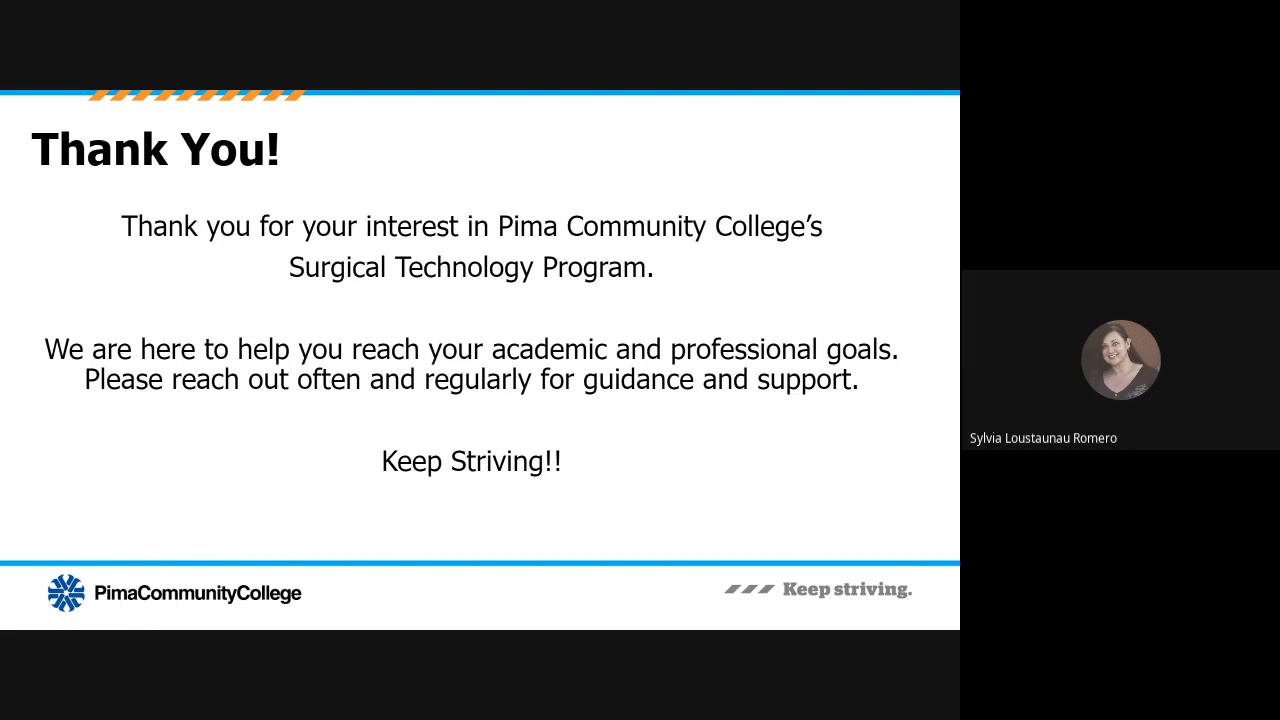 Thank You!
Thank you for your interest in Pima Community College’s
Surgical Technology Program.
We are here to help you reach your academic and professional goals.
Please reach out often and regularly for guidance and support.
Keep Striving!!
PimaCommunityCollege
Keep striving.
Sylvia Loustaunau Romero